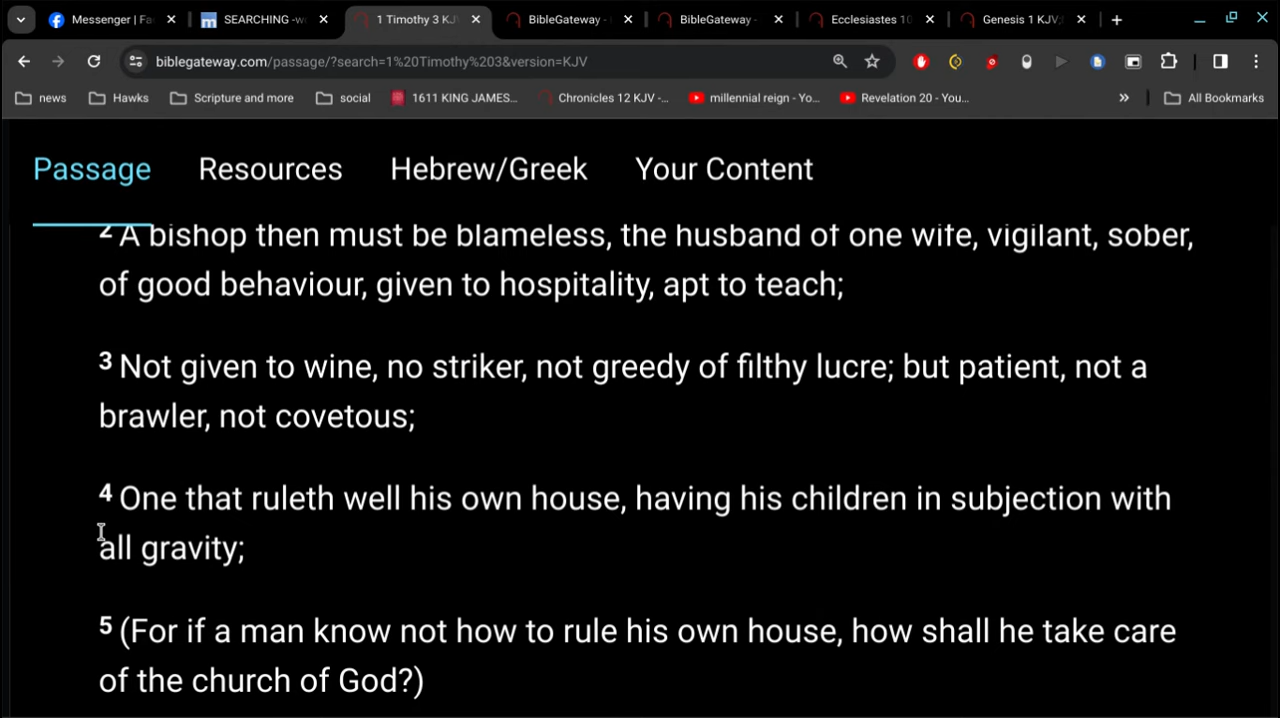 Messenger | Fa
SEARCHING -w
1 Timothy 3 KJ
BibleGateway -
BibleGateway -
Ecclesiastes 10
Genesis 1 KJV;
biblegateway.com/passage/?search=1%20Timothy%203&version=KJV
news
Hawks
Scripture and more
social
1611 KING JAMES...
Chronicles 12 KJV -...
millennial reign - Yo...
Revelation 20 - You...
»
All Bookmarks
Passage
Resources
Hebrew/Greek
Your Content
2 A bishop then must be blameless, the husband of one wife, vigilant, sober,
of good behaviour, given to hospitality, apt to teach;
3 Not given to wine, no striker, not greedy of filthy lucre; but patient, not a
brawler, not covetous;
4 One that ruleth well his own house, having his children in subjection with
all gravity;
5 (For if a man know not how to rule his own house, how shall he take care
of the church of God?)